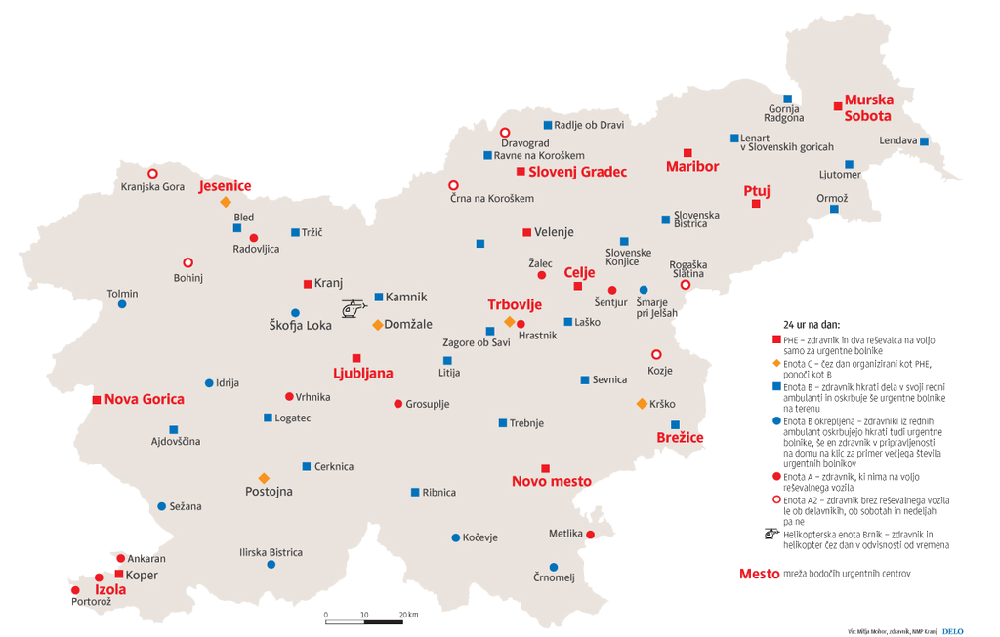 Murska
Sobota
Gornja
Radgona
Radlje ob Dravi
Dravograd
Lenart
v Slovenskih goricah
Lendava
Ravne na Koroškem
Maribor
Slovenj Gradec
Ljutomer
Kranjska Gora
Jesenice
Črna na Koroškem
Ptuj
Ormož
Bled
Slovenska
Bistrica
Tržič
Velenje
Radovljica
Slovenske
Konjice
Žalec
Celje
Rogaška
Slatina
Bohinj
Kranj
Tolmin
Kamnik
Trbovlje
Šentjur
Šmarje
pri Jelšah
Škofja Loka
Domžale
Laško
Hrastnik
Zagore ob Savi
Litija
Kozje
Ljubljana
Idrija
Sevnica
Nova Gorica
Vrhnika
Grosuplje
Krško
Logatec
Trebnje
Ajdovščina
Brežice
Cerknica
Novo mesto
Postojna
Ribnica
Sežana
Metlika
Kočevje
Ankaran
Ilirska Bistrica
Koper
Črnomelj
Izola
Portorož
0 10 20 km
24 ur na dan:
PHE – zdravnik in dva reševalca na voljo
samo za urgentne bolnike
Enota C – čez dan organizirani kot PHE,
ponoči kot B
Enota B – zdravnik hkrati dela v svoji redni
ambulanti in oskrbuje še urgentne bolnike
na terenu
Enota B okrepljena – zdravniki iz rednih
ambulant oskrbujejo hkrati tudi urgentne
bolnike, še en zdravnik v pripravljenosti
na domu na klic za primer večjega števila
urgentnih bolnikov
Enota A – zdravnik, ki nima na voljo
reševalnega vozila
Enota A2 – zdravnik brez reševalnega vozila
le ob delavnikih, ob sobotah in nedeljah
pa ne
Helikopterska enota Brnik – zdravnik in
helikopter čez dan v odvisnosti od vremena
Mesto mreža bodočih urgentnih centrov
Vir: Mitja Mohor, zdravnik, NMP Kranj DELO